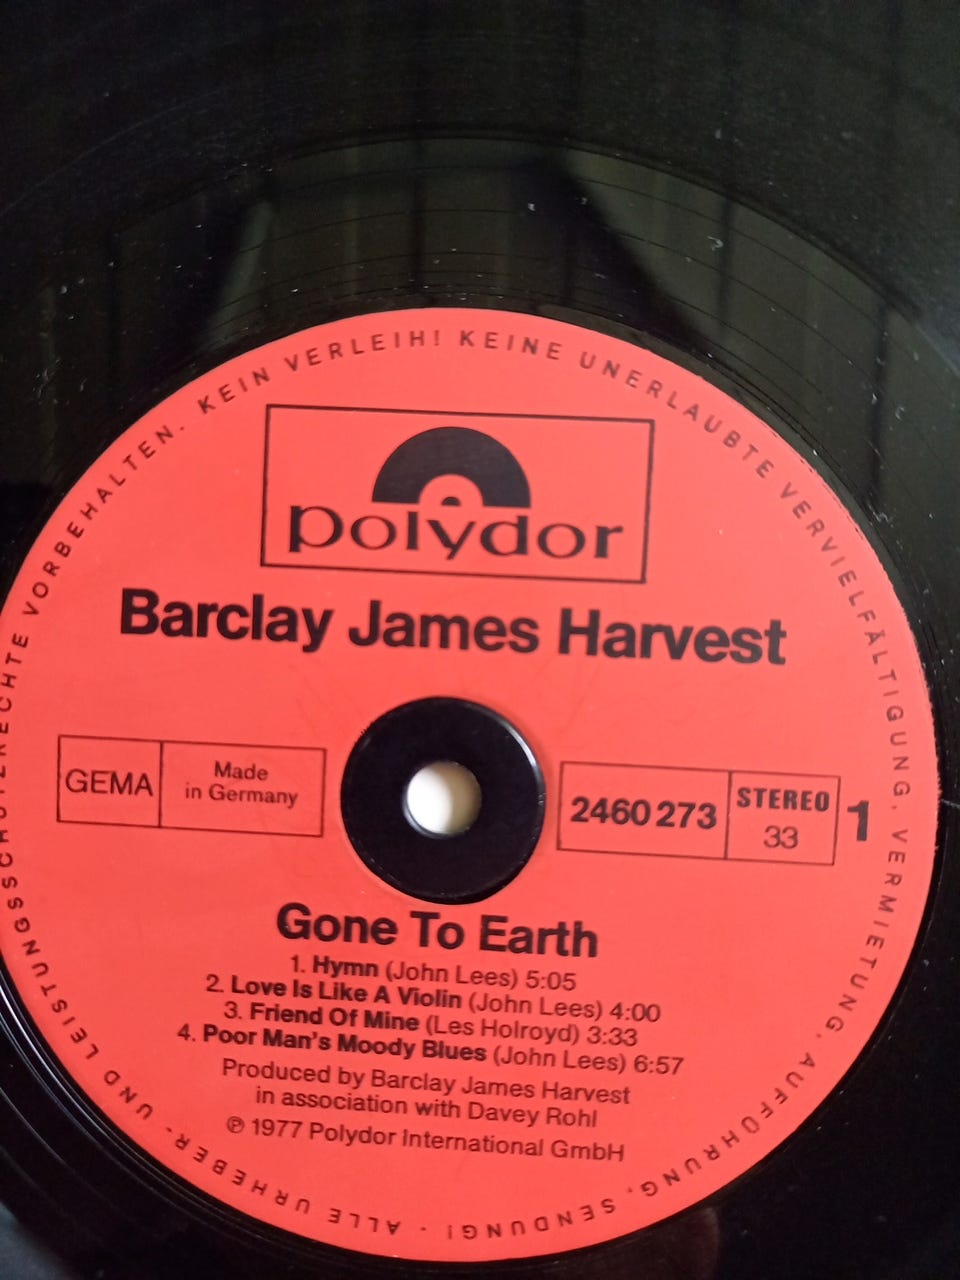 ALLE URHEBER- UND LEISTUNGSSCHUTZRECHTE VORBEHALTEN. KEIN VERLEIH! KEINE UNERLAUBTE VERVIELFÄLTIGUNG, VERMIETUNG, AUFFÜHRUNG, SENDUNG! ·
polydor
Barclay James Harvest
GEMA
Made
in Germany
2460 273
STEREO
33
1
Gone To Earth
1. Hymn (John Lees) 5:05
2. Love Is Like A Violin (John Lees) 4:00
3. Friend Of Mine (Les Holroyd) 3:33
4. Poor Man's Moody Blues (John Lees) 6:57
Produced by Barclay James Harvest
in association with Davey Rohl
℗ 1977 Polydor International GmbH